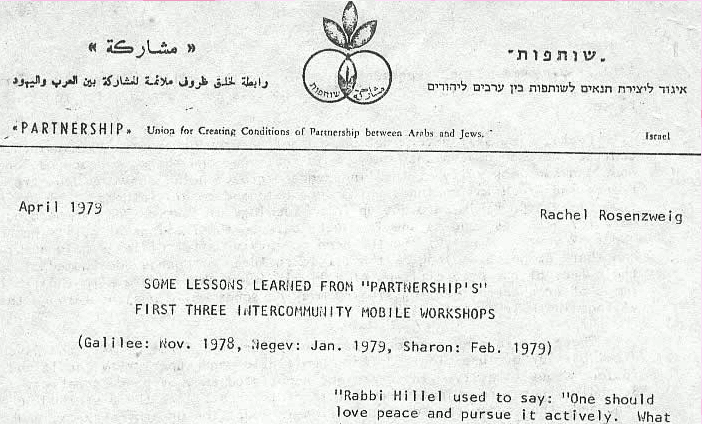 « مشاركة »
شותפות-
رابطة لخلق ظروف ملائمة للمشاركة بين العرب واليهود
איגוד ליצירת תנאים לשותפות בין ערבים ליהודים
שותפות
مشاركة
«PARTNERSHIP» Union for Creating Conditions of Partnership between Arabs and Jews. Israel
April 1979
Rachel Rosenzweig
SOME LESSONS LEARNED FROM "PARTNERSHIP'S"
FIRST THREE INTERCOMMUNITY MOBILE WORKSHOPS
(Galilee: Nov. 1978, Negev: Jan. 1979, Sharon: Feb. 1979)
"Rabbi Hillel used to say: "One should
love peace and pursue it actively. What